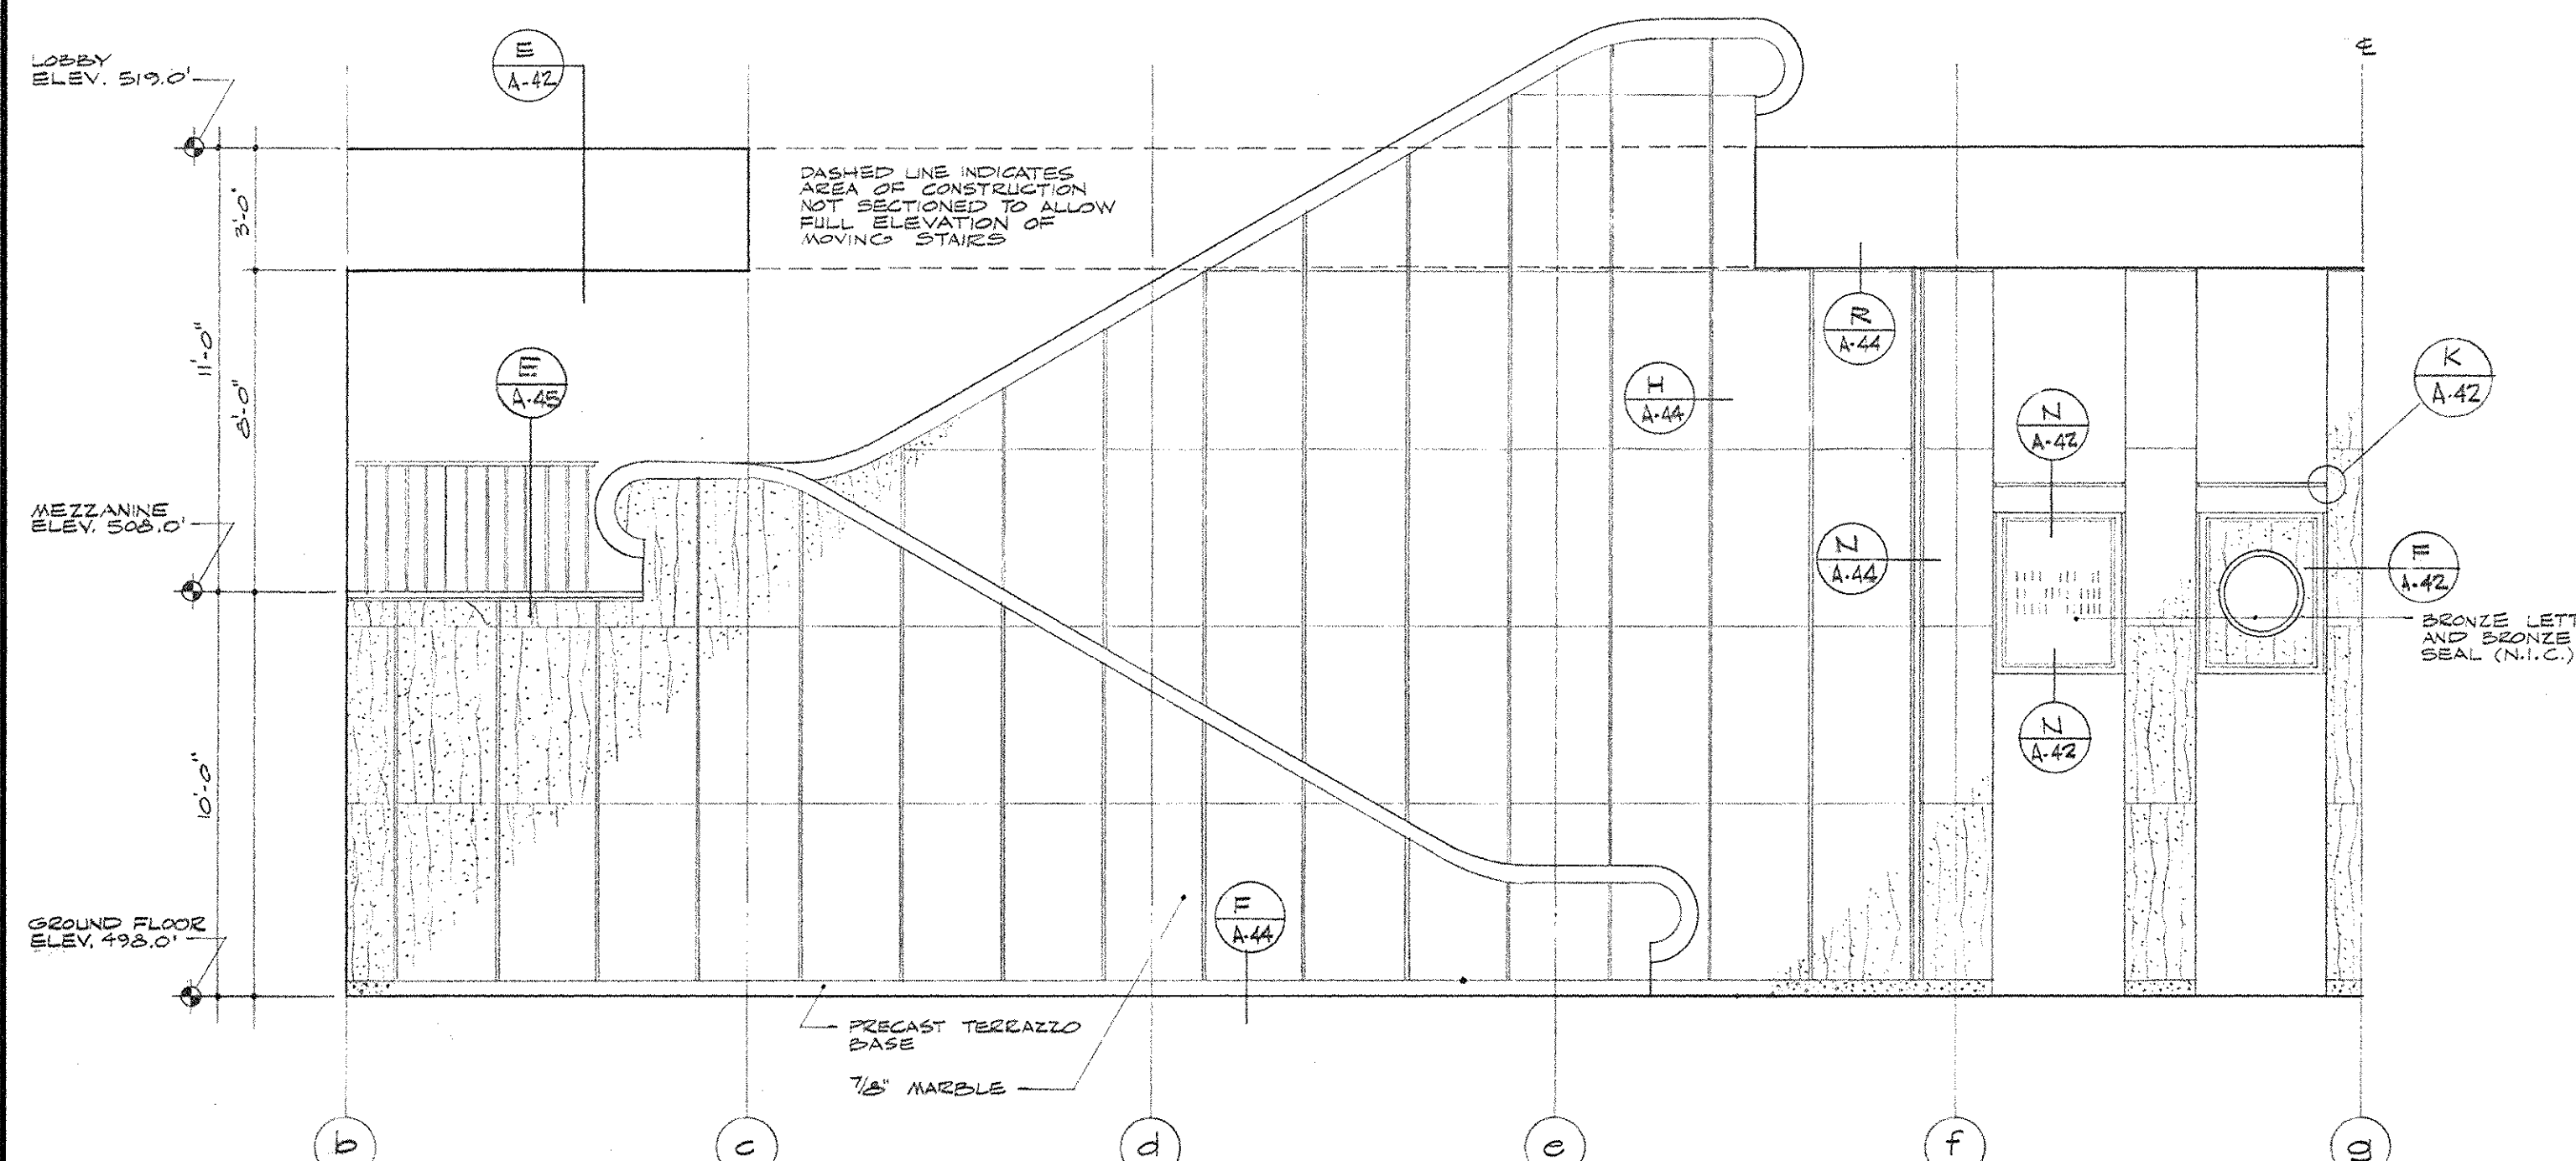 LOBBY
ELEV. 519.0'
E
A-42
℄
3'-0"
DASHED LINE INDICATES
AREA OF CONSTRUCTION
NOT SECTIONED TO ALLOW
FULL ELEVATION OF
MOVING STAIRS
11'-0"
8'-0"
E
A-45
R
A-44
H
A-44
N
A-42
K
A-42
MEZZANINE
ELEV. 508.0'
N
A-44
F
A-42
BRONZE LETT
AND BRONZE
SEAL (N.I.C.)
N
A-42
10'-0"
GROUND FLOOR
ELEV. 498.0'
F
A-44
PRECAST TERRAZZO
BASE
7/8" MARBLE
b
c
d
e
f
g